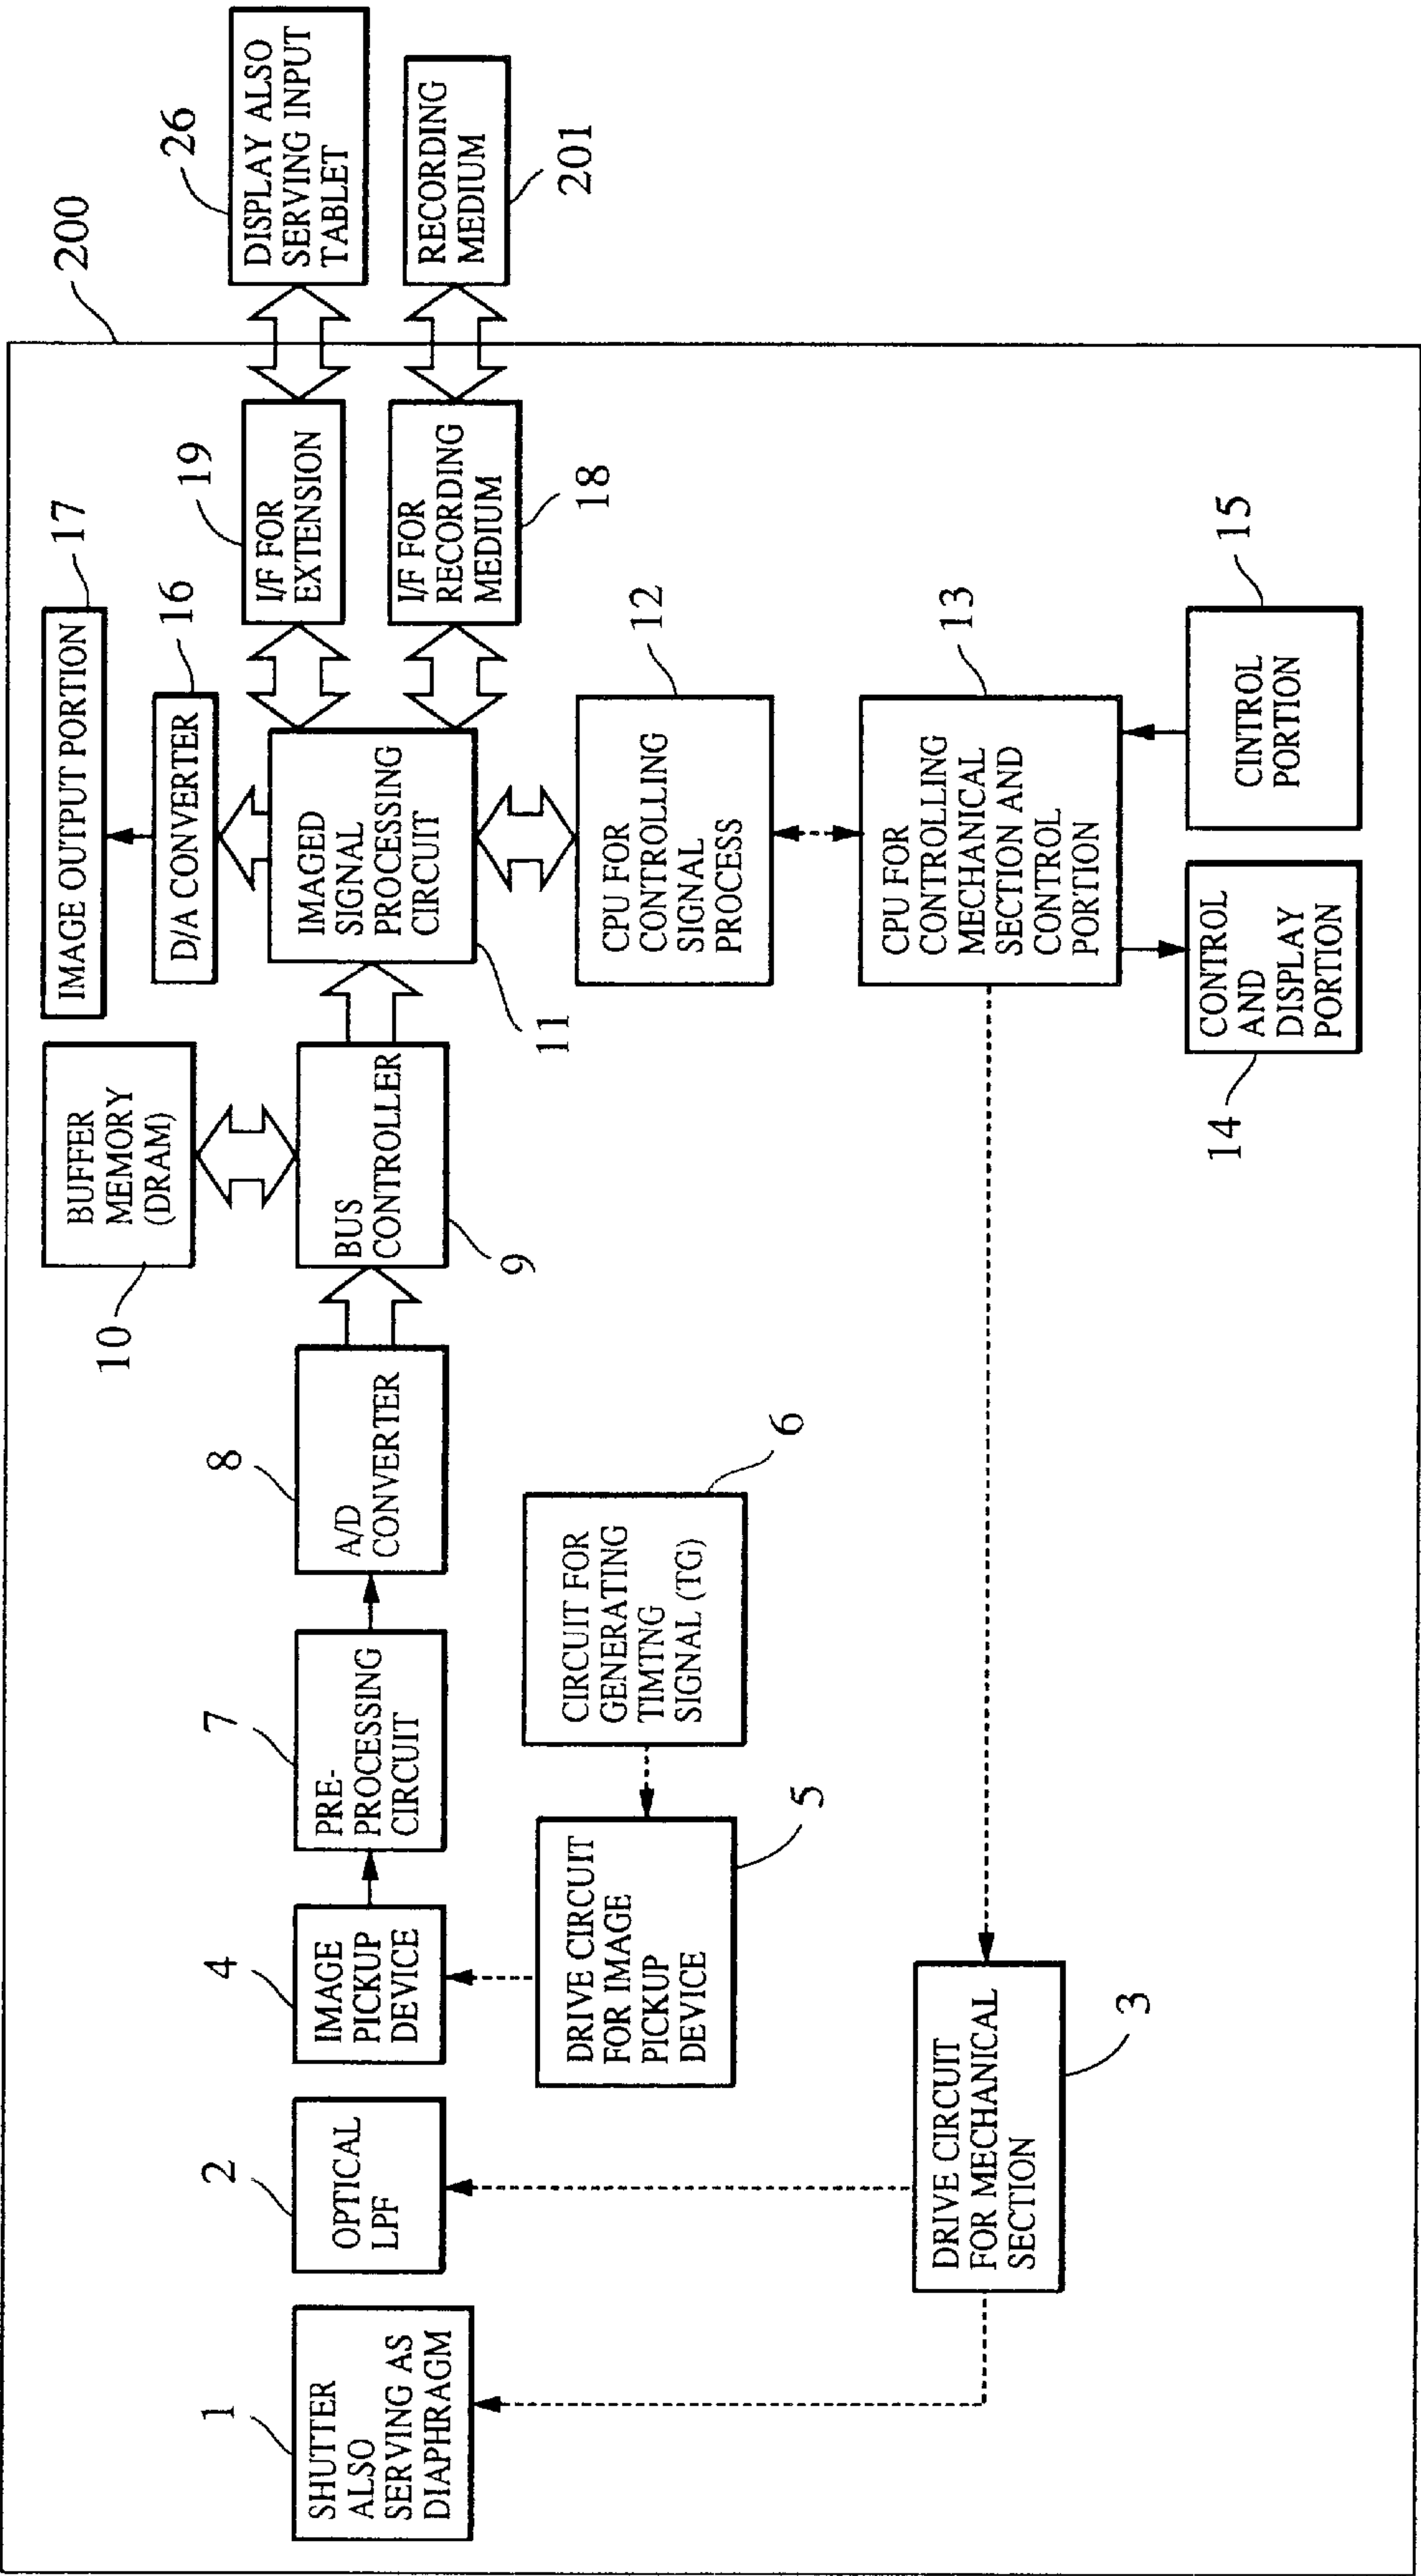 200
26
DISPLAY ALSO
SERVING INPUT
TABLET
RECORDING
MEDIUM
201
17
IMAGE OUTPUT PORTION
16
D/A CONVERTER
19
I/F FOR
EXTENSION
I/F FOR
RECORDING
MEDIUM
18
10
BUFFER
MEMORY
(DRAM)
1
SHUTTER
ALSO
SERVING AS
DIAPHRAGM
2
OPTICAL
LPF
4
IMAGE
PICKUP
DEVICE
7
PRE-
PROCESSING
CIRCUIT
8
A/D
CONVERTER
BUS
CONTROLLER
9
IMAGED
SIGNAL
PROCESSING
CIRCUIT
11
DRIVE CIRCUIT
FOR IMAGE
PICKUP
DEVICE
5
CIRCUIT FOR
GENERATING
TIMTNG
SIGNAL (TG)
6
CPU FOR
CONTROLLING
SIGNAL
PROCESS
12
DRIVE CIRCUIT
FOR MECHANICAL
SECTION
3
CPU FOR
CONTROLLING
MECHANICAL
SECTION AND
CONTROL
PORTION
13
14
CONTROL
AND
DISPLAY
PORTION
CINTROL
PORTION
15